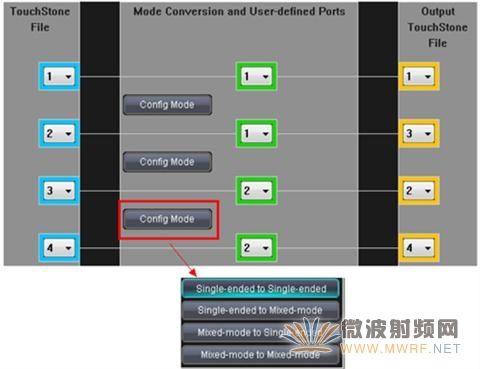 TouchStone File
Mode Conversion and User-defined Ports
Output TouchStone File
1
1
1
Config Mode
2
1
3
Config Mode
3
2
2
Config Mode
4
2
4
Single-ended to Single-ended
Single-ended to Mixed-mode
Mixed-mode to Single-ended
Mixed-mode to Mixed-mode
微波射频网
WWW.MWRF.NET